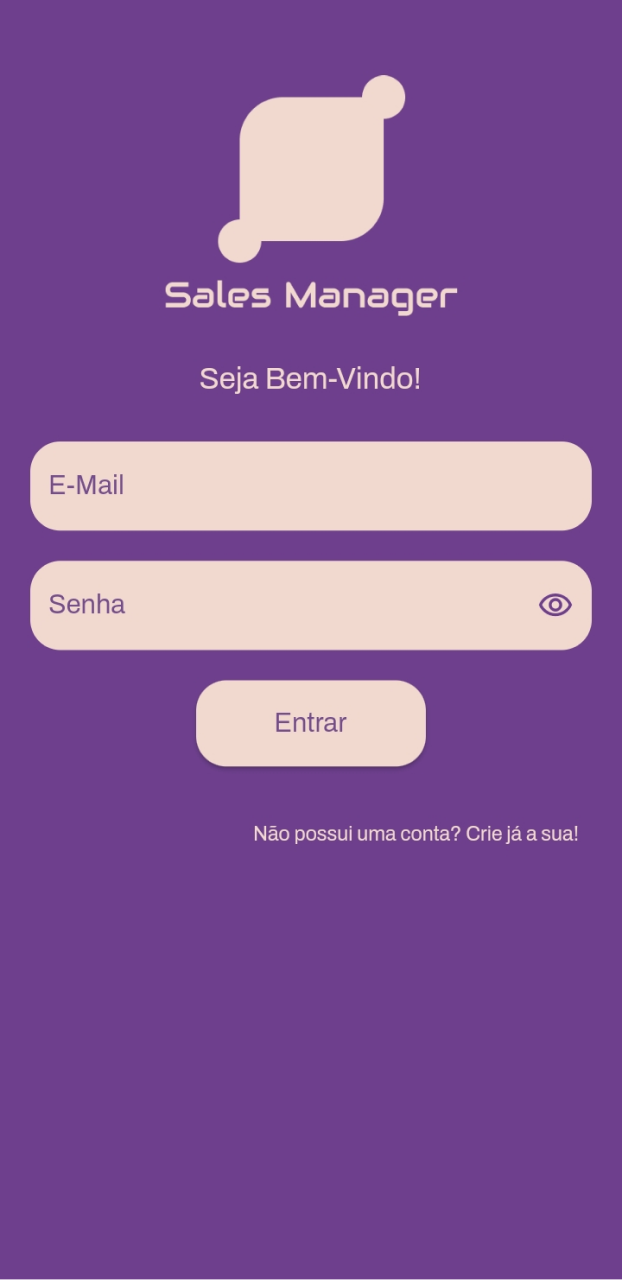 Sales Manager
Seja Bem-Vindo!
E-Mail
Senha
Entrar
Não possui uma conta? Crie já a sua!